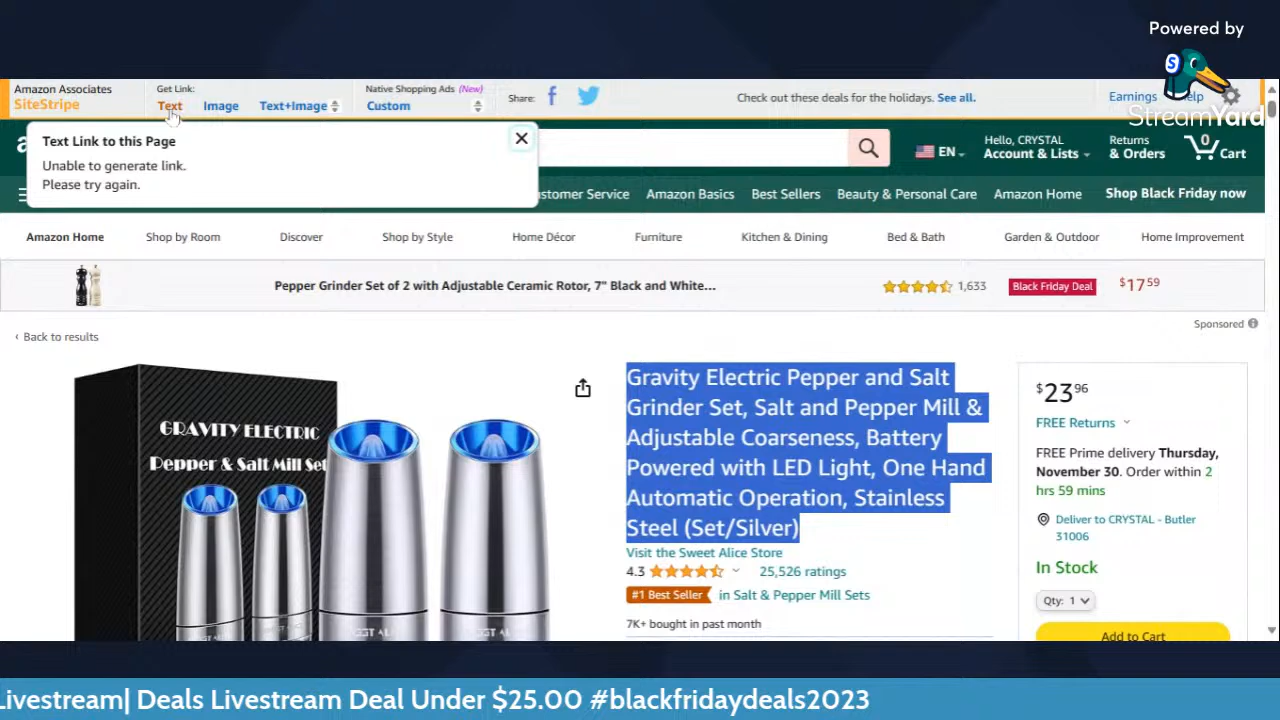 Powered by
StreamYard
Amazon Associates
SiteStripe
Get Link:
Text
Image
Text+Image
Native Shopping Ads (New)
Custom
Share:
Check out these deals for the holidays. See all.
Earnings
Help
Text Link to this Page
Unable to generate link.
Please try again.
EN
Hello, CRYSTAL
Account & Lists
Returns
& Orders
0
Cart
Customer Service
Amazon Basics
Best Sellers
Beauty & Personal Care
Amazon Home
Shop Black Friday now
Amazon Home
Shop by Room
Discover
Shop by Style
Home Décor
Furniture
Kitchen & Dining
Bed & Bath
Garden & Outdoor
Home Improvement
Pepper Grinder Set of 2 with Adjustable Ceramic Rotor, 7" Black and White...
1,633
Black Friday Deal
$17 59
Sponsored
‹ Back to results
GRAVITY ELECTRIC
Pepper & Salt Mill Set
Gravity Electric Pepper and Salt
Grinder Set, Salt and Pepper Mill &
Adjustable Coarseness, Battery
Powered with LED Light, One Hand
Automatic Operation, Stainless
Steel (Set/Silver)
Visit the Sweet Alice Store
4.3
25,526 ratings
#1 Best Seller
in Salt & Pepper Mill Sets
7K+ bought in past month
$23 96
FREE Returns
FREE Prime delivery Thursday,
November 30. Order within 2
hrs 59 mins
Deliver to CRYSTAL - Butler
31006
In Stock
Qty: 1
Add to Cart
Livestream| Deals Livestream Deal Under $25.00 #blackfridaydeals2023